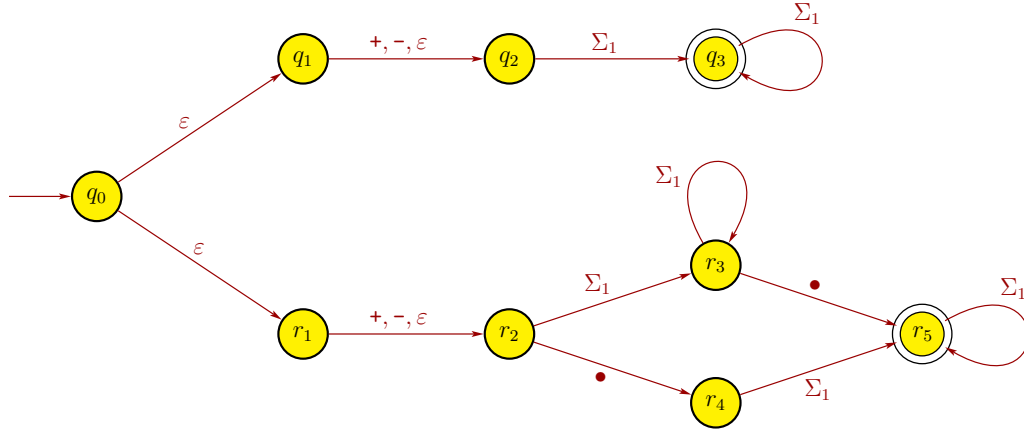 Σ₁
q₁ +, -, ε q₂ Σ₁ q₃
ε
q₀
Σ₁
ε
r₃
Σ₁ •
Σ₁
r₁ +, -, ε r₂ r₅
• Σ₁
r₄